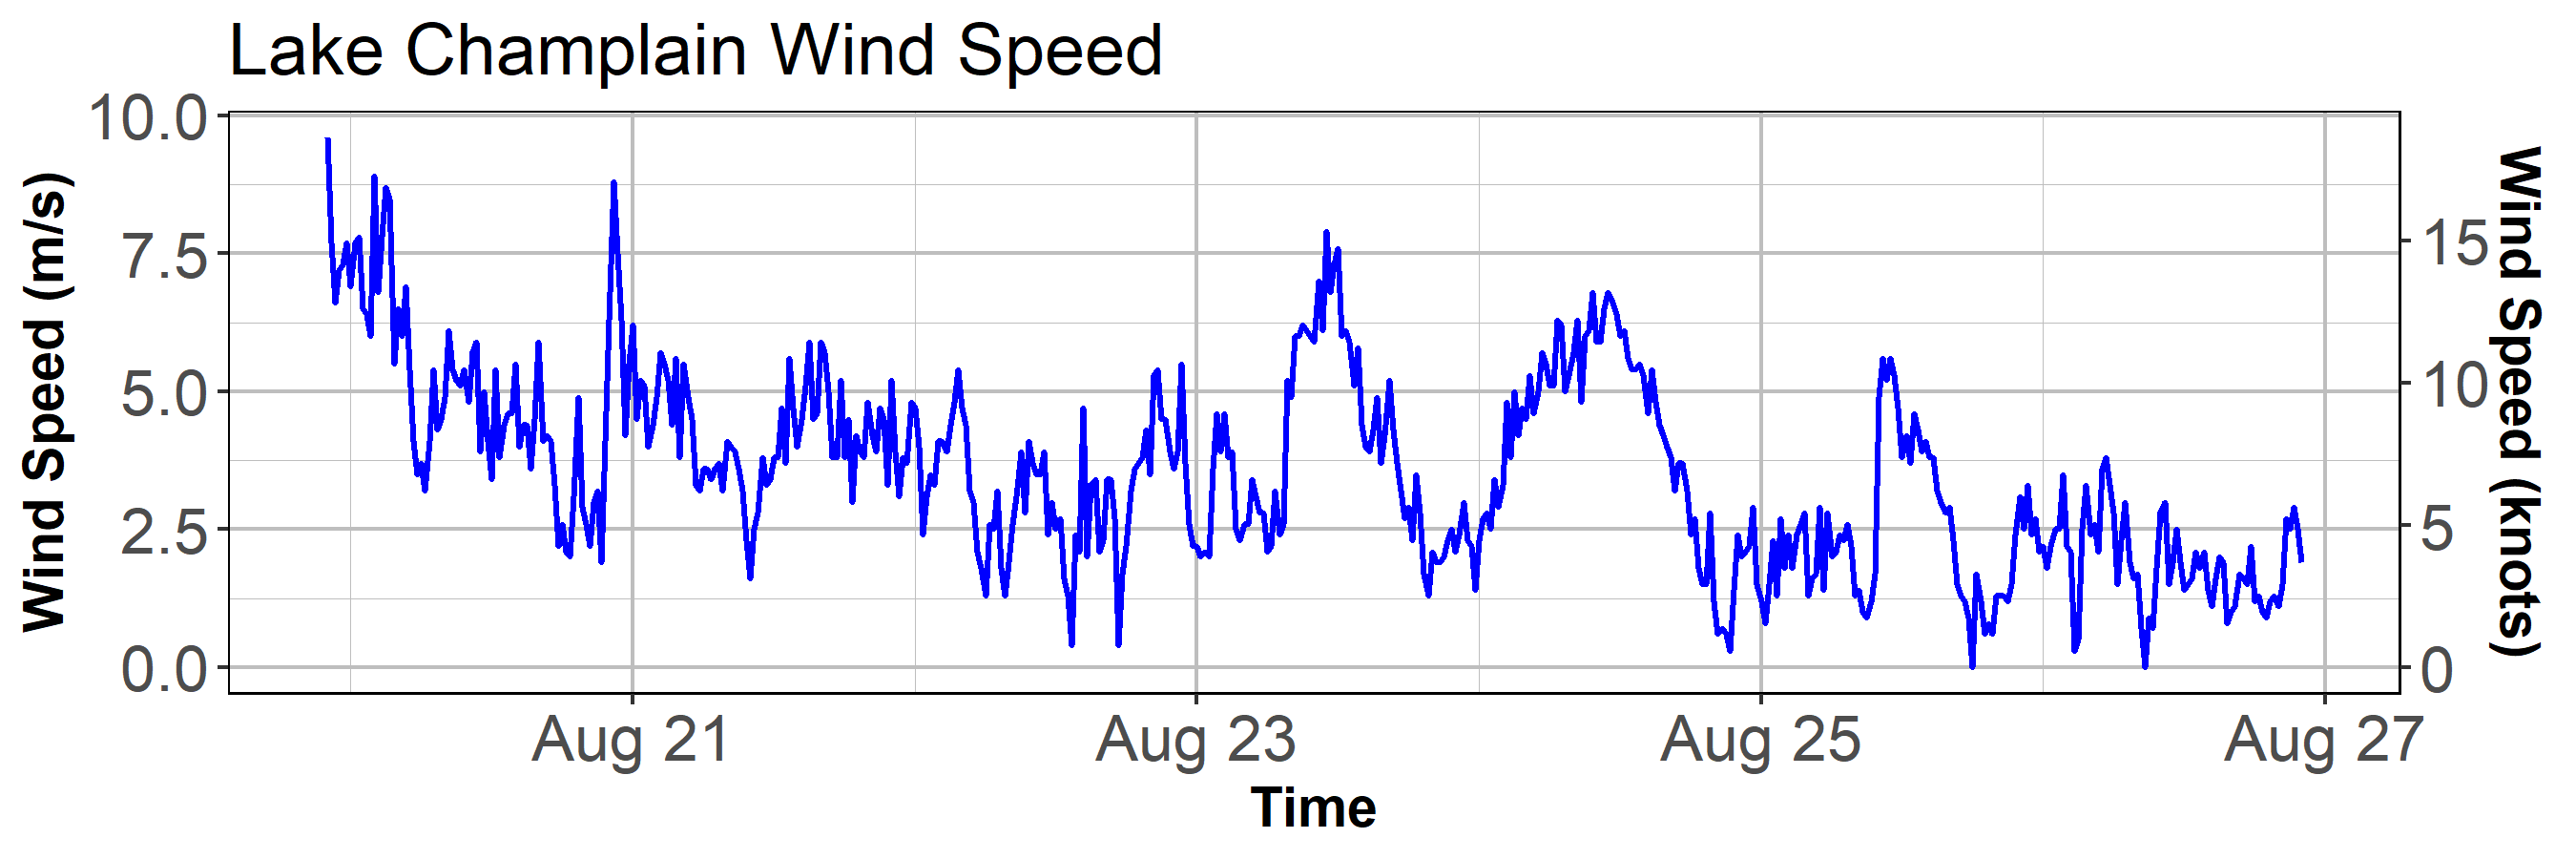 Lake Champlain Wind Speed
Wind Speed (m/s)
10.0
7.5
5.0
2.5
0.0
15
10
5
0
Wind Speed (knots)
Aug 21
Aug 23
Aug 25
Aug 27
Time